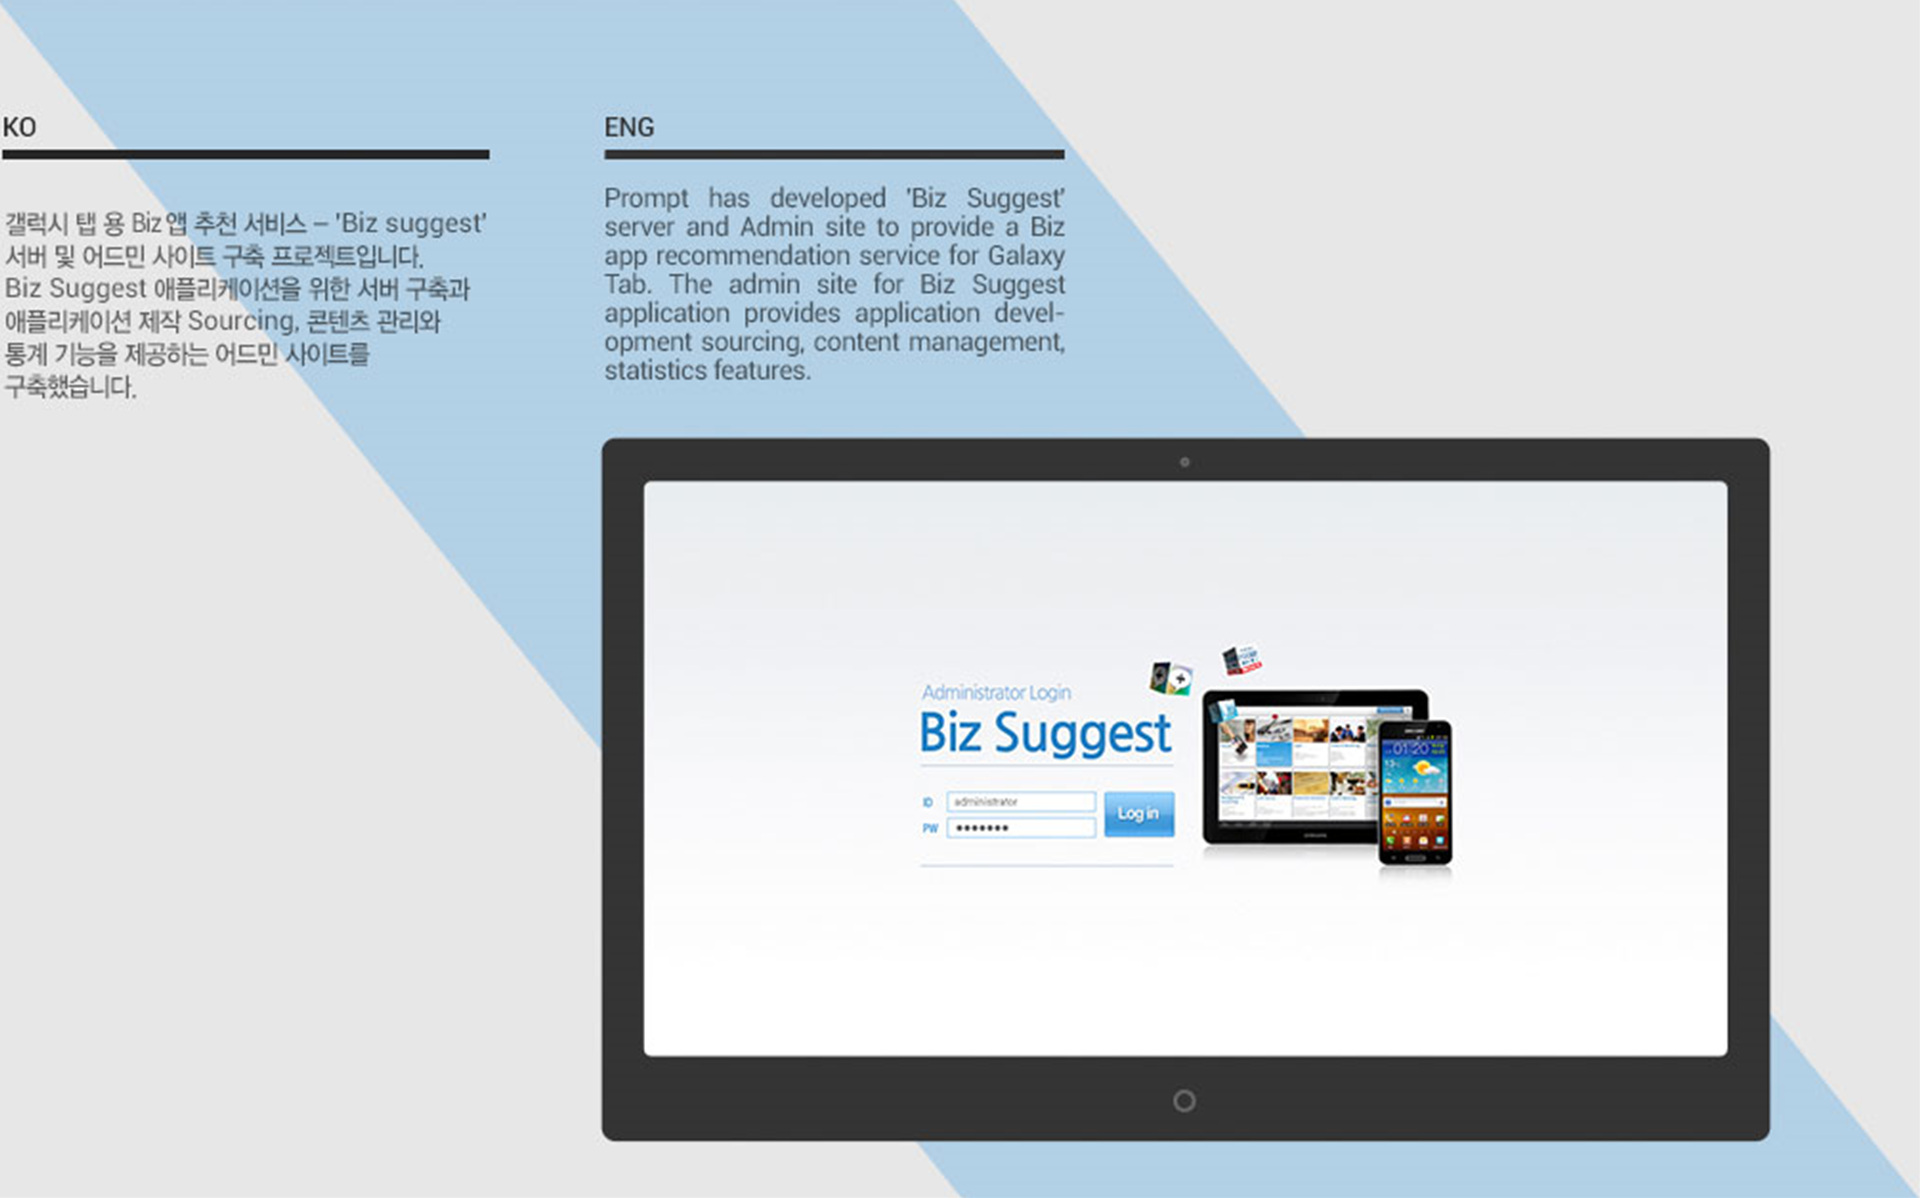 KO
갤럭시 탭 용 Biz 앱 추천 서비스 – 'Biz suggest'
서버 및 어드민 사이트 구축 프로젝트입니다.
Biz Suggest 애플리케이션을 위한 서버 구축과
애플리케이션 제작 Sourcing, 콘텐츠 관리와
통계 기능을 제공하는 어드민 사이트를
구축했습니다.
ENG
Prompt has developed 'Biz Suggest'
server and Admin site to provide a Biz
app recommendation service for Galaxy
Tab. The admin site for Biz Suggest
application provides application devel-
opment sourcing, content management,
statistics features.
Administrator Login
Biz Suggest
ID administrator
PW •••••••
Log in
01:20